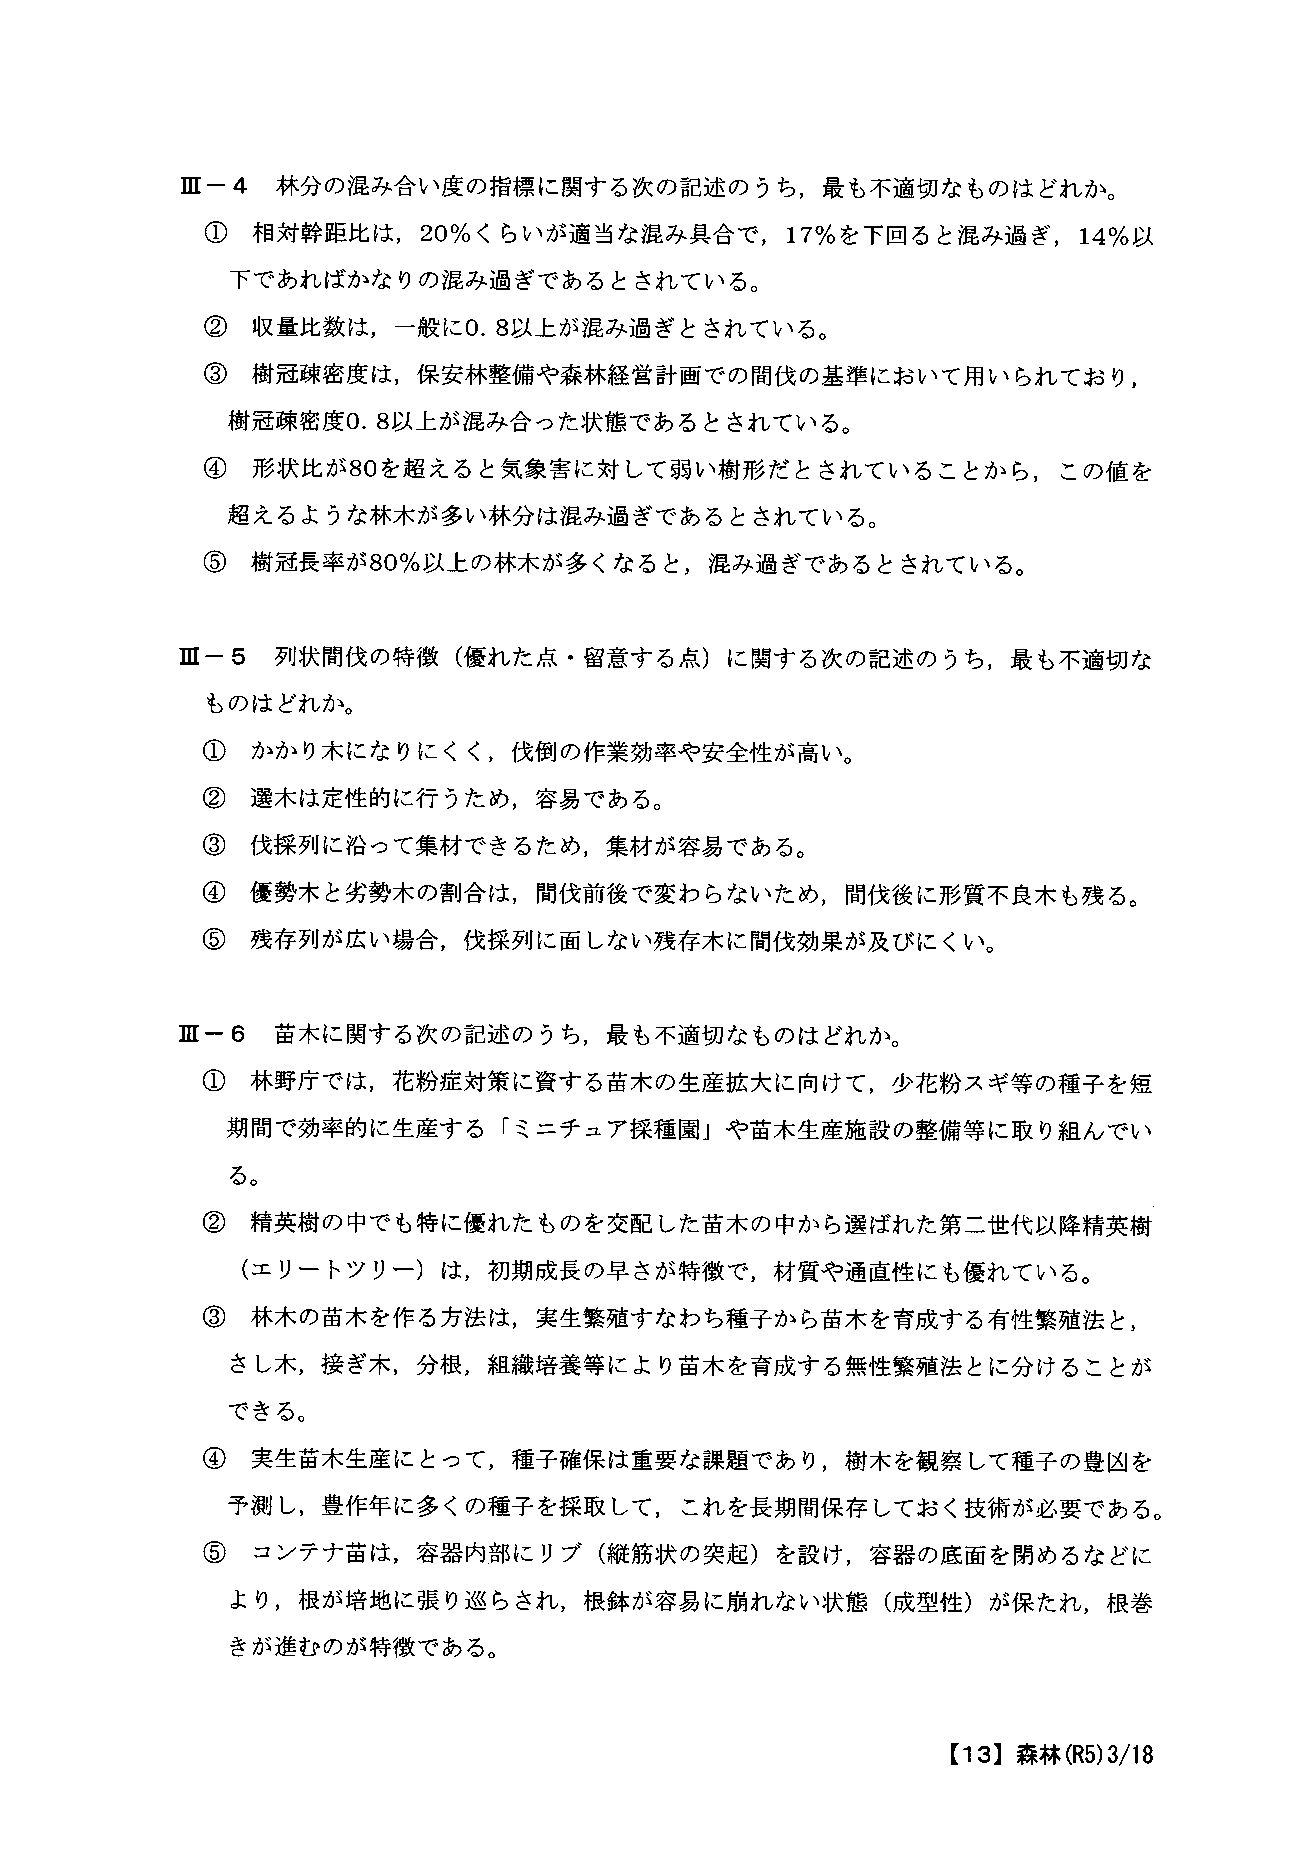 Ⅲ－４　林分の混み合い度の指標に関する次の記述のうち，最も不適切なものはどれか。
①　相対幹距比は，20％くらいが適当な混み具合で，17％を下回ると混み過ぎ，14％以
下であればかなりの混み過ぎであるとされている。
②　収量比数は，一般に0.8以上が混み過ぎとされている。
③　樹冠疎密度は，保安林整備や森林経営計画での間伐の基準において用いられており，
樹冠疎密度0.8以上が混み合った状態であるとされている。
④　形状比が80を超えると気象害に対して弱い樹形だとされていることから，この値を
超えるような林木が多い林分は混み過ぎであるとされている。
⑤　樹冠長率が80％以上の林木が多くなると，混み過ぎであるとされている。
Ⅲ－５　列状間伐の特徴（優れた点・留意する点）に関する次の記述のうち，最も不適切な
ものはどれか。
①　かかり木になりにくく，伐倒の作業効率や安全性が高い。
②　選木は定性的に行うため，容易である。
③　伐採列に沿って集材できるため，集材が容易である。
④　優勢木と劣勢木の割合は，間伐前後で変わらないため，間伐後に形質不良木も残る。
⑤　残存列が広い場合，伐採列に面しない残存木に間伐効果が及びにくい。
Ⅲ－６　苗木に関する次の記述のうち，最も不適切なものはどれか。
①　林野庁では，花粉症対策に資する苗木の生産拡大に向けて，少花粉スギ等の種子を短
期間で効率的に生産する「ミニチュア採種園」や苗木生産施設の整備等に取り組んでい
る。
②　精英樹の中でも特に優れたものを交配した苗木の中から選ばれた第二世代以降精英樹
（エリートツリー）は，初期成長の早さが特徴で，材質や通直性にも優れている。
③　林木の苗木を作る方法は，実生繁殖すなわち種子から苗木を育成する有性繁殖法と，
さし木，接ぎ木，分根，組織培養等により苗木を育成する無性繁殖法とに分けることが
できる。
④　実生苗木生産にとって，種子確保は重要な課題であり，樹木を観察して種子の豊凶を
予測し，豊作年に多くの種子を採取して，これを長期間保存しておく技術が必要である。
⑤　コンテナ苗は，容器内部にリブ（縦筋状の突起）を設け，容器の底面を閉めるなどに
より，根が培地に張り巡らされ，根鉢が容易に崩れない状態（成型性）が保たれ，根巻
きが進むのが特徴である。
【13】森林(R5)3/18